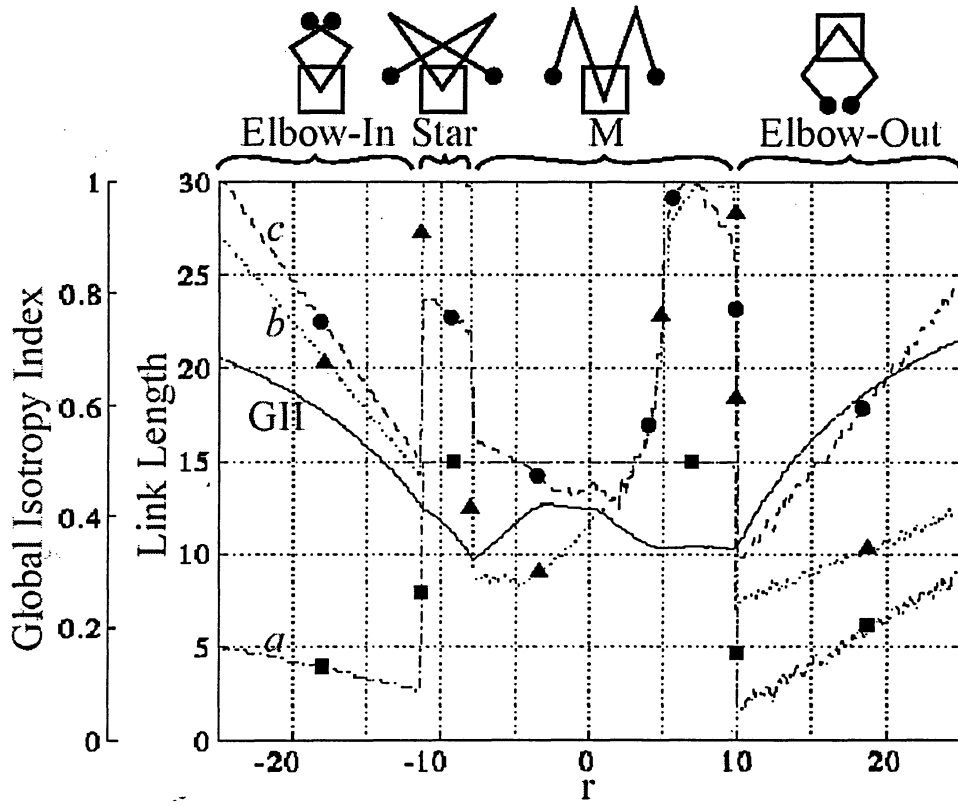 Elbow-In Star M Elbow-Out
Global Isotropy Index
1
0.8
0.6
0.4
0.2
0
Link Length
30
25
20
15
10
5
0
c
b
GII
a
-20 -10 0 10 20
r